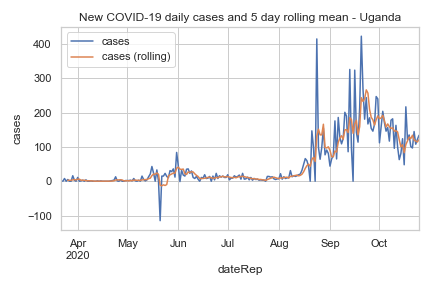 New COVID-19 daily cases and 5 day rolling mean - Uganda
cases
cases (rolling)
400
300
200
100
0
−100
cases
Apr
2020
May
Jun
Jul
Aug
Sep
Oct
dateRep